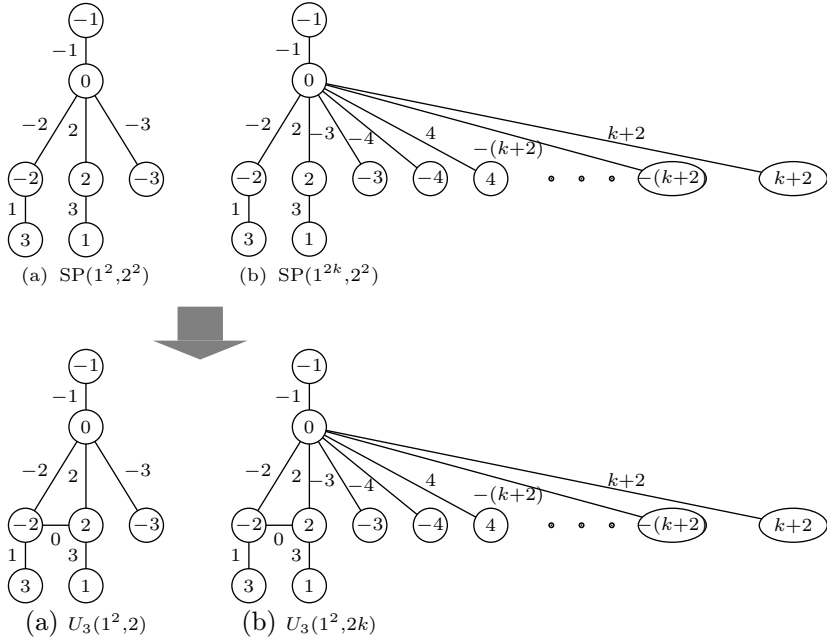 −1 −1
−1 −1
0 0
−2 2 −3 −2 2 −3 −4 4 −(k+2) k+2
−2 2 −3 −2 2 −3 −4 4 −(k+2) k+2
1 3 1 3
3 1 3 1
(a) SP(1²,2²) (b) SP(1²ᵏ,2²)
−1 −1
−1 −1
0 0
−2 2 −3 −2 2 −3 −4 4 −(k+2) k+2
−2 2 −3 −2 2 −3 −4 4 −(k+2) k+2
0 0
1 3 1 3
3 1 3 1
(a) U₃(1²,2) (b) U₃(1²,2k)